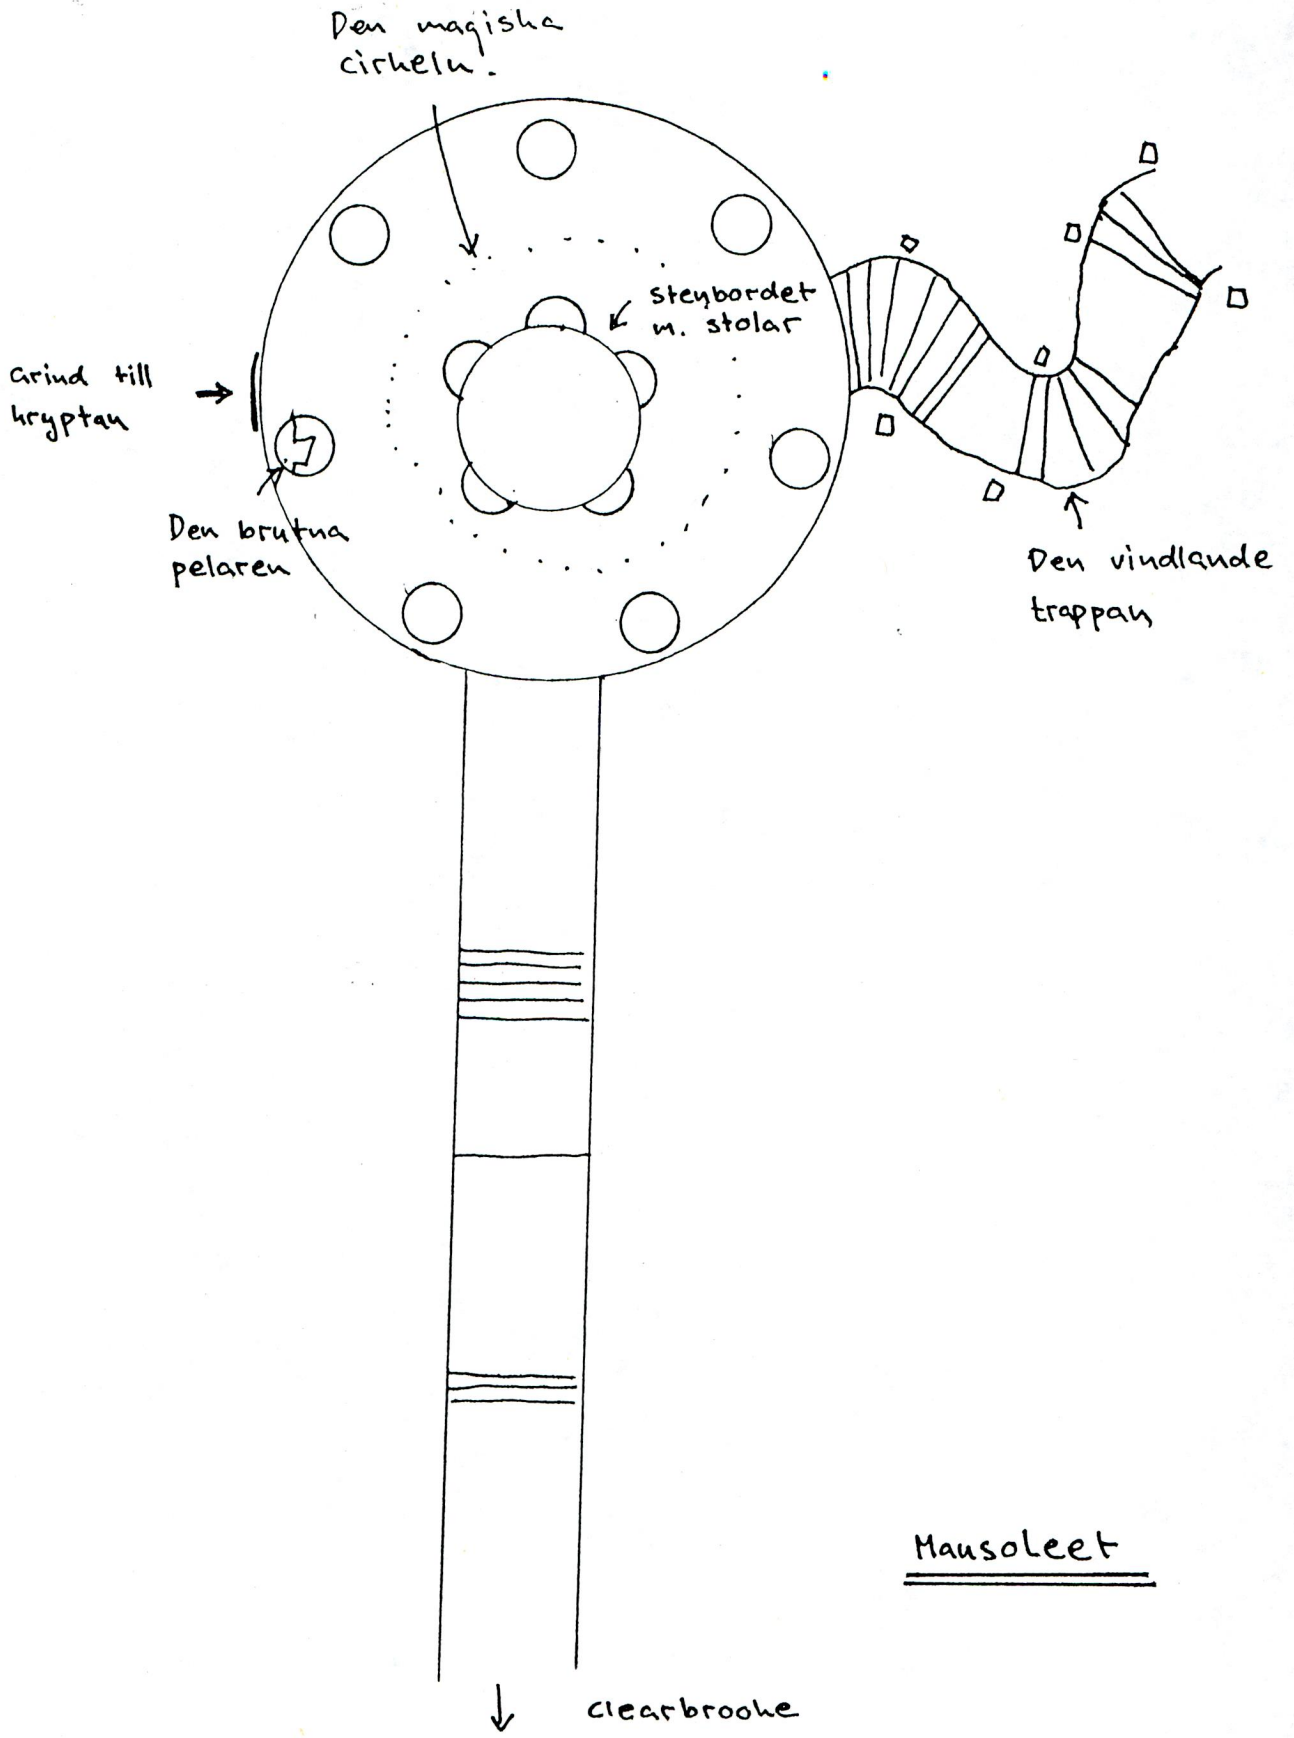 Den magiska
cirkeln.
stenbordet
m. stolar
Grind till
kryptan
Den brutna
pelaren
Den vindlande
trappan
Mausoleet
Clearbrooke